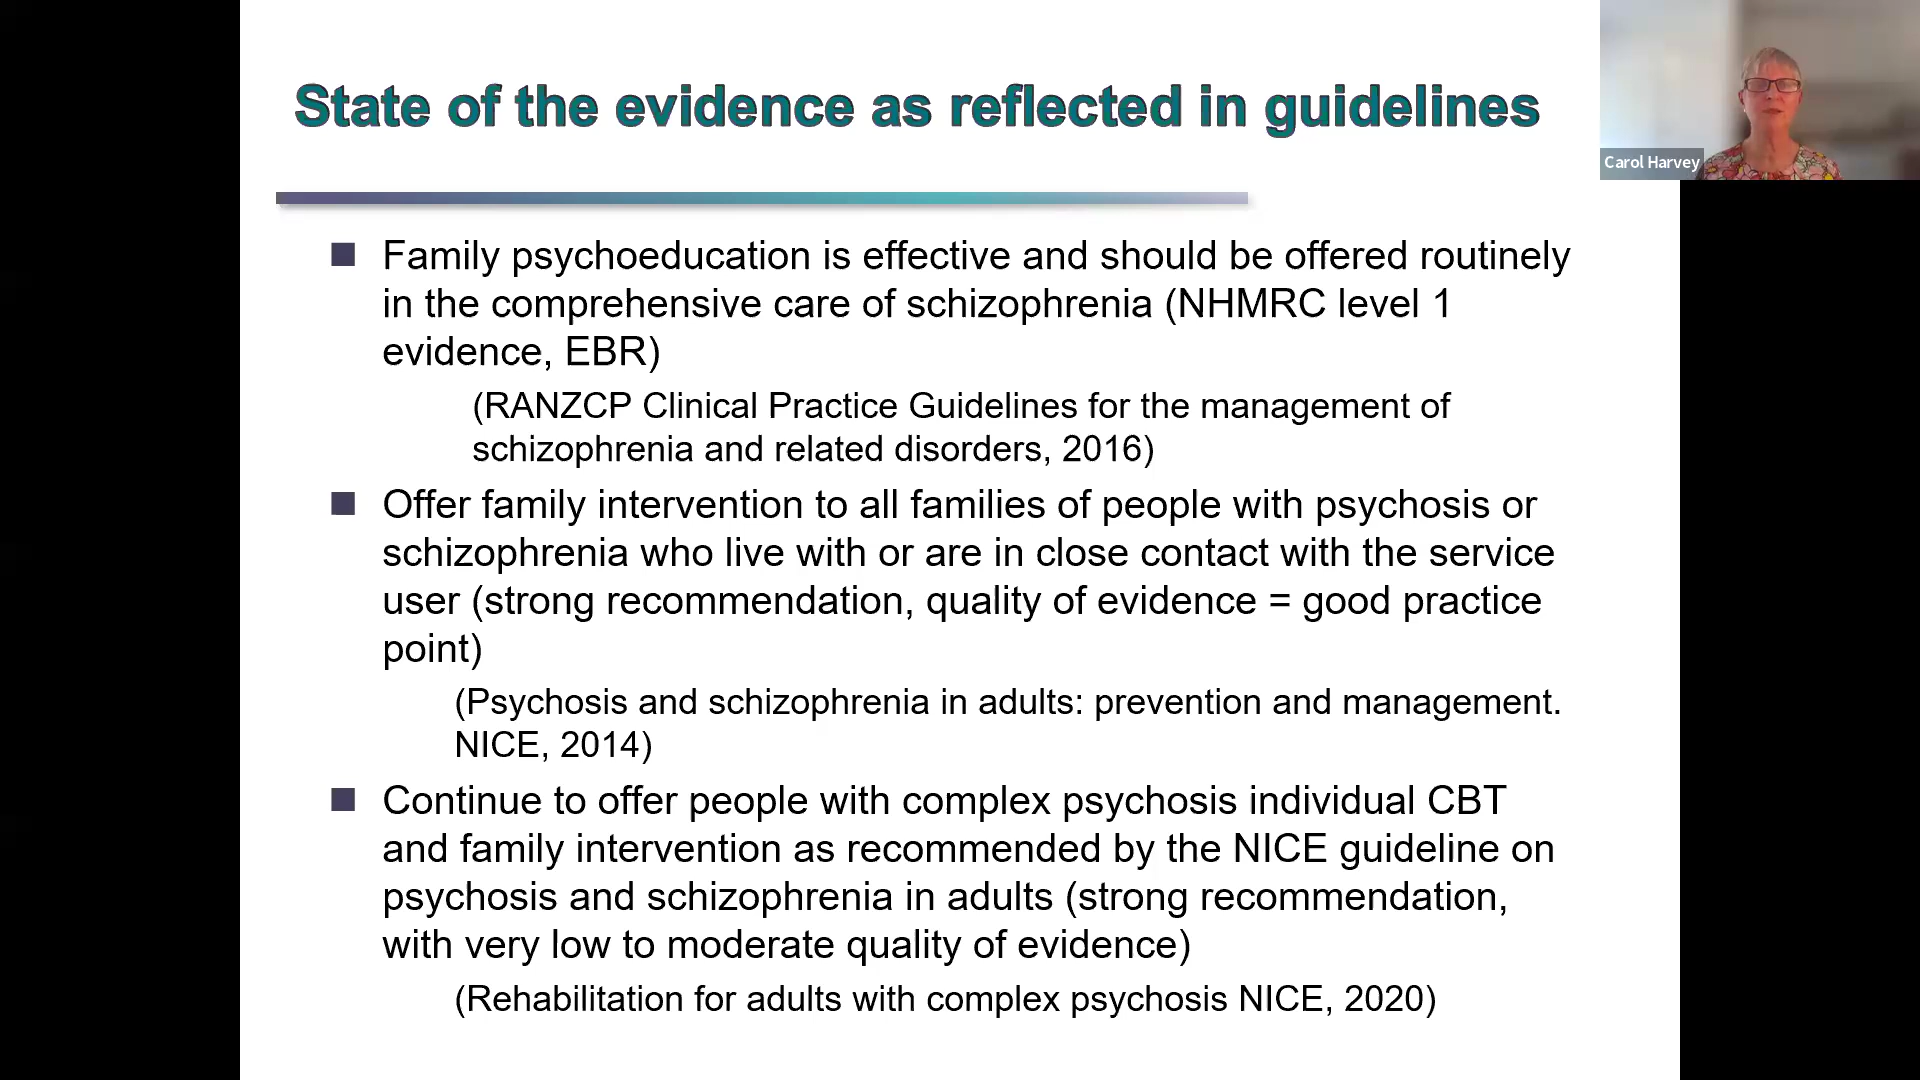 State of the evidence as reflected in guidelines
Carol Harvey
Family psychoeducation is effective and should be offered routinely
in the comprehensive care of schizophrenia (NHMRC level 1
evidence, EBR)
(RANZCP Clinical Practice Guidelines for the management of
schizophrenia and related disorders, 2016)
Offer family intervention to all families of people with psychosis or
schizophrenia who live with or are in close contact with the service
user (strong recommendation, quality of evidence = good practice
point)
(Psychosis and schizophrenia in adults: prevention and management.
NICE, 2014)
Continue to offer people with complex psychosis individual CBT
and family intervention as recommended by the NICE guideline on
psychosis and schizophrenia in adults (strong recommendation,
with very low to moderate quality of evidence)
(Rehabilitation for adults with complex psychosis NICE, 2020)